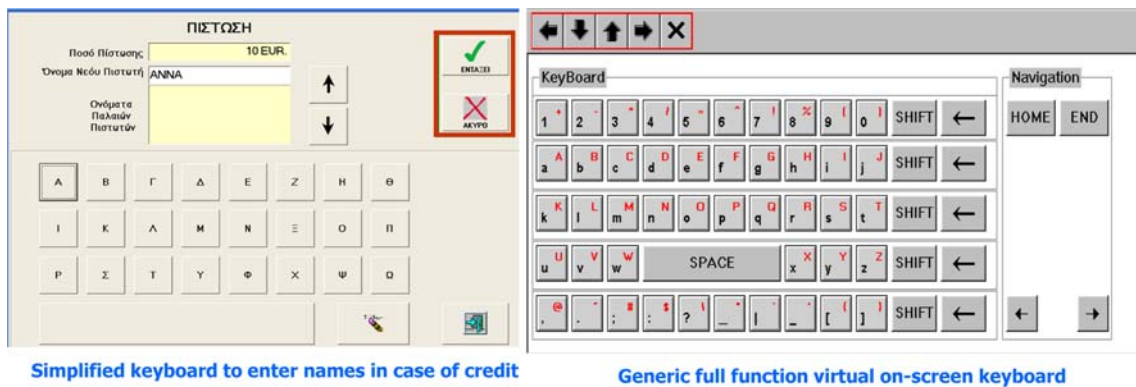 ΠΙΣΤΩΣΗ
Ποσό Πίστωσης 10 EUR.
Όνομα Νέου Πιστωτή ANNA
Ονόματα
Παλαιών
Πιστωτών
ΕΝΤΑΞΕΙ
ΑΚΥΡΟ
Α Β Γ Δ Ε Ζ Η Θ
Ι Κ Λ Μ Ν Ξ Ο Π
Ρ Σ Τ Υ Φ Χ Ψ Ω
Simplified keyboard to enter names in case of credit
KeyBoard
1 + 2 - 3 * 4 / 5 = 6 ^ 7 ! 8 % 9 ( 0 ) SHIFT ←
a A b B c C d D e E f F g G h H i I j J SHIFT ←
k K l L m M n N o O p P q Q r R s S t T SHIFT ←
u U v V w W SPACE x X y Y z Z SHIFT ←
, @ . ; : $ ? \ _ | - [ { ] } SHIFT ←
Navigation
HOME END
← →
Generic full function virtual on-screen keyboard